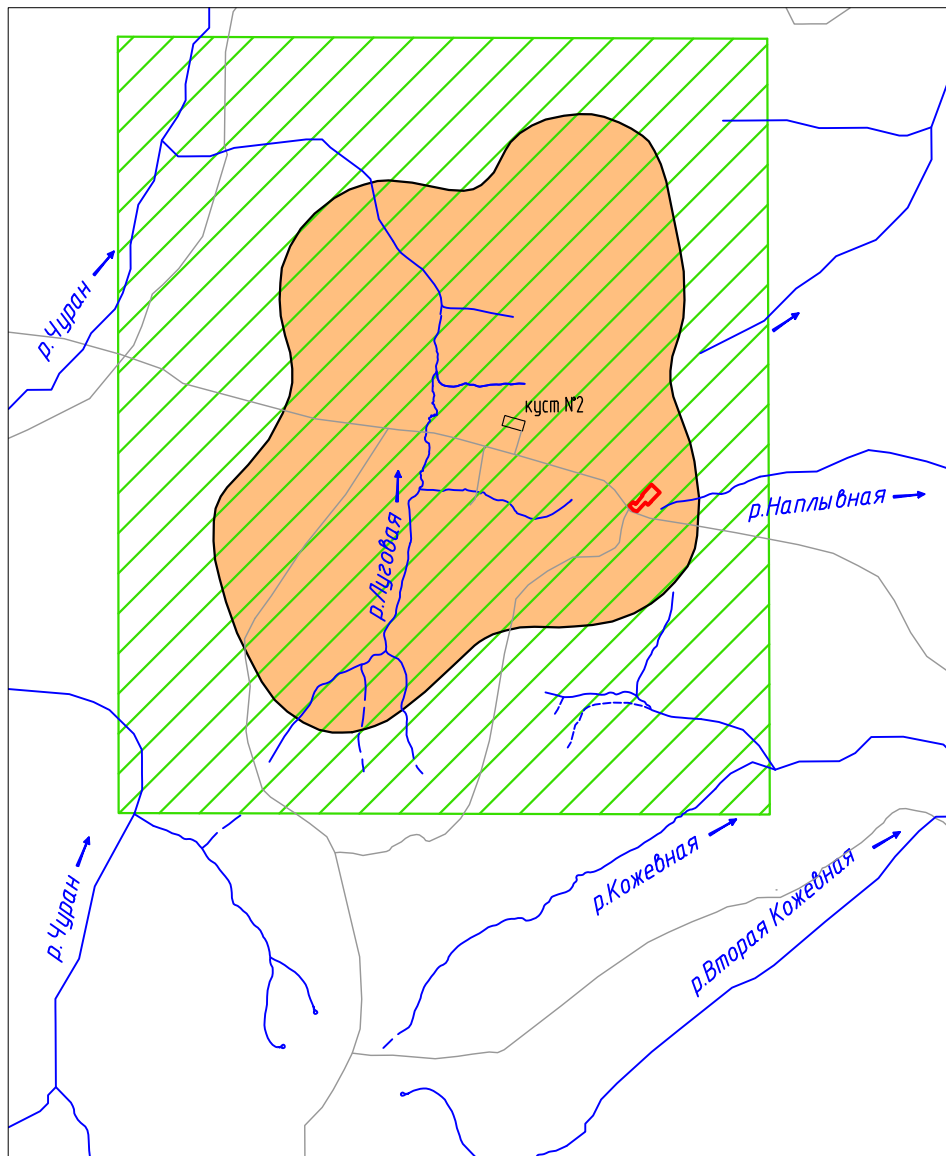 р.Чуран
куст №2
р.Наплывная
р.Луговая
р.Чуран
р.Кожевная
р.Вторая Кожевная